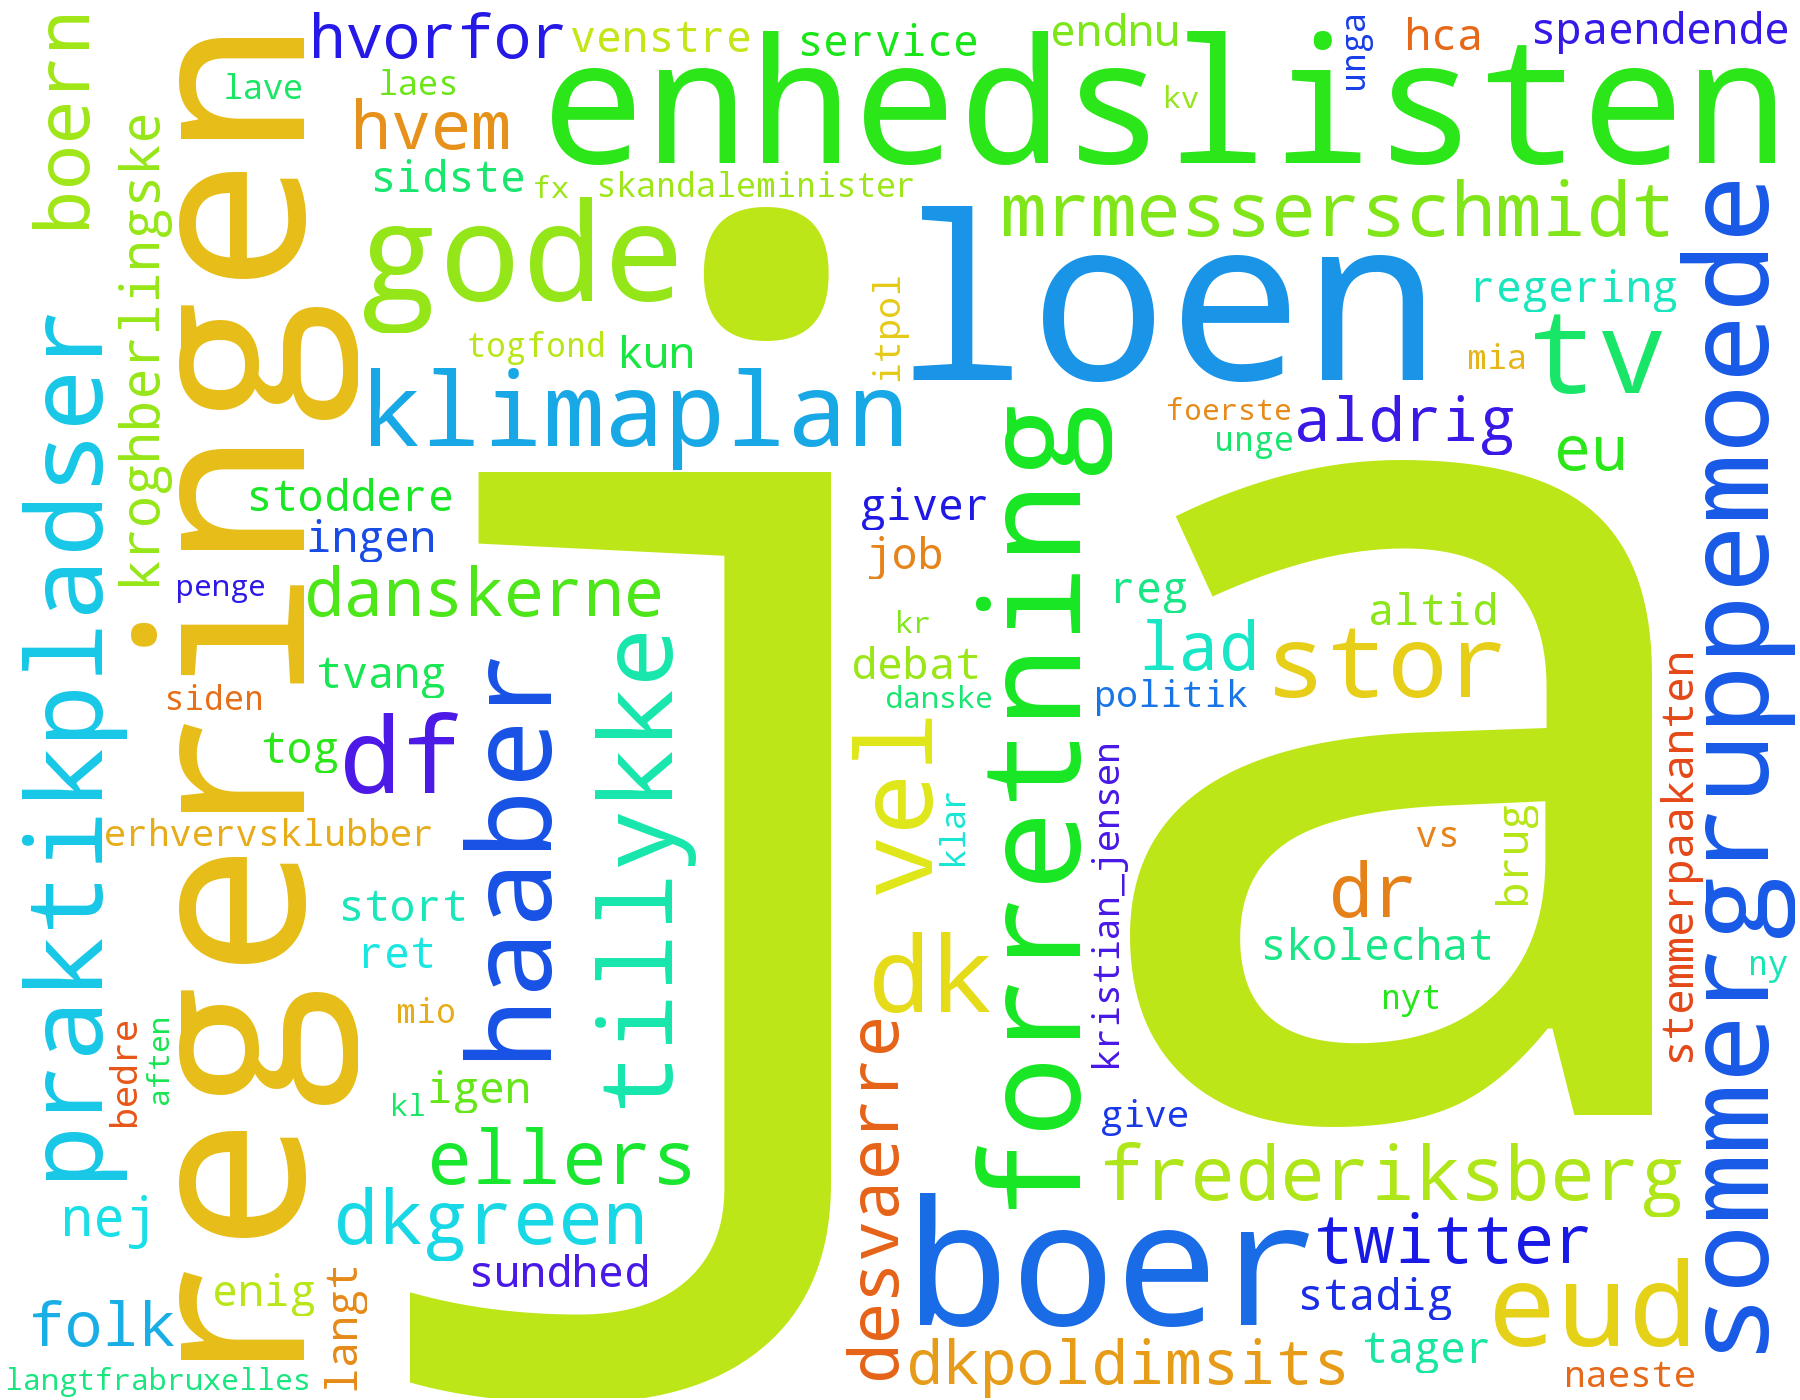 boern
hvorfor
venstre
service
endnu
unga
hca
spaendende
lave
laes
hvem
enhedslisten
kv
kroghberlingske
regeringen
sidste
fx
skandaleminister
mrmesserschmidt
gode
loen
sommergruppemoede
regering
itpol
praktikpladser
togfond
kun
tv
mia
klimaplan
foerste
aldrig
unge
eu
ja
stoddere
giver
forretning
ingen
job
penge
danskerne
reg
altid
kr
lad
stor
tvang
tillykke
debat
siden
haaber
danske
politik
stemmerpaakanten
tog
df
vel
kristian_jensen
erhvervsklubber
klar
vs
brug
stort
dr
ret
skolechat
dk
ny
mio
nyt
bedre
aften
desvaerre
igen
kl
give
ellers
frederiksberg
nej
dkgreen
boer
twitter
sundhed
enig
langt
stadig
eud
folk
dkpoldimsits
tager
langtfrabruxelles
naeste